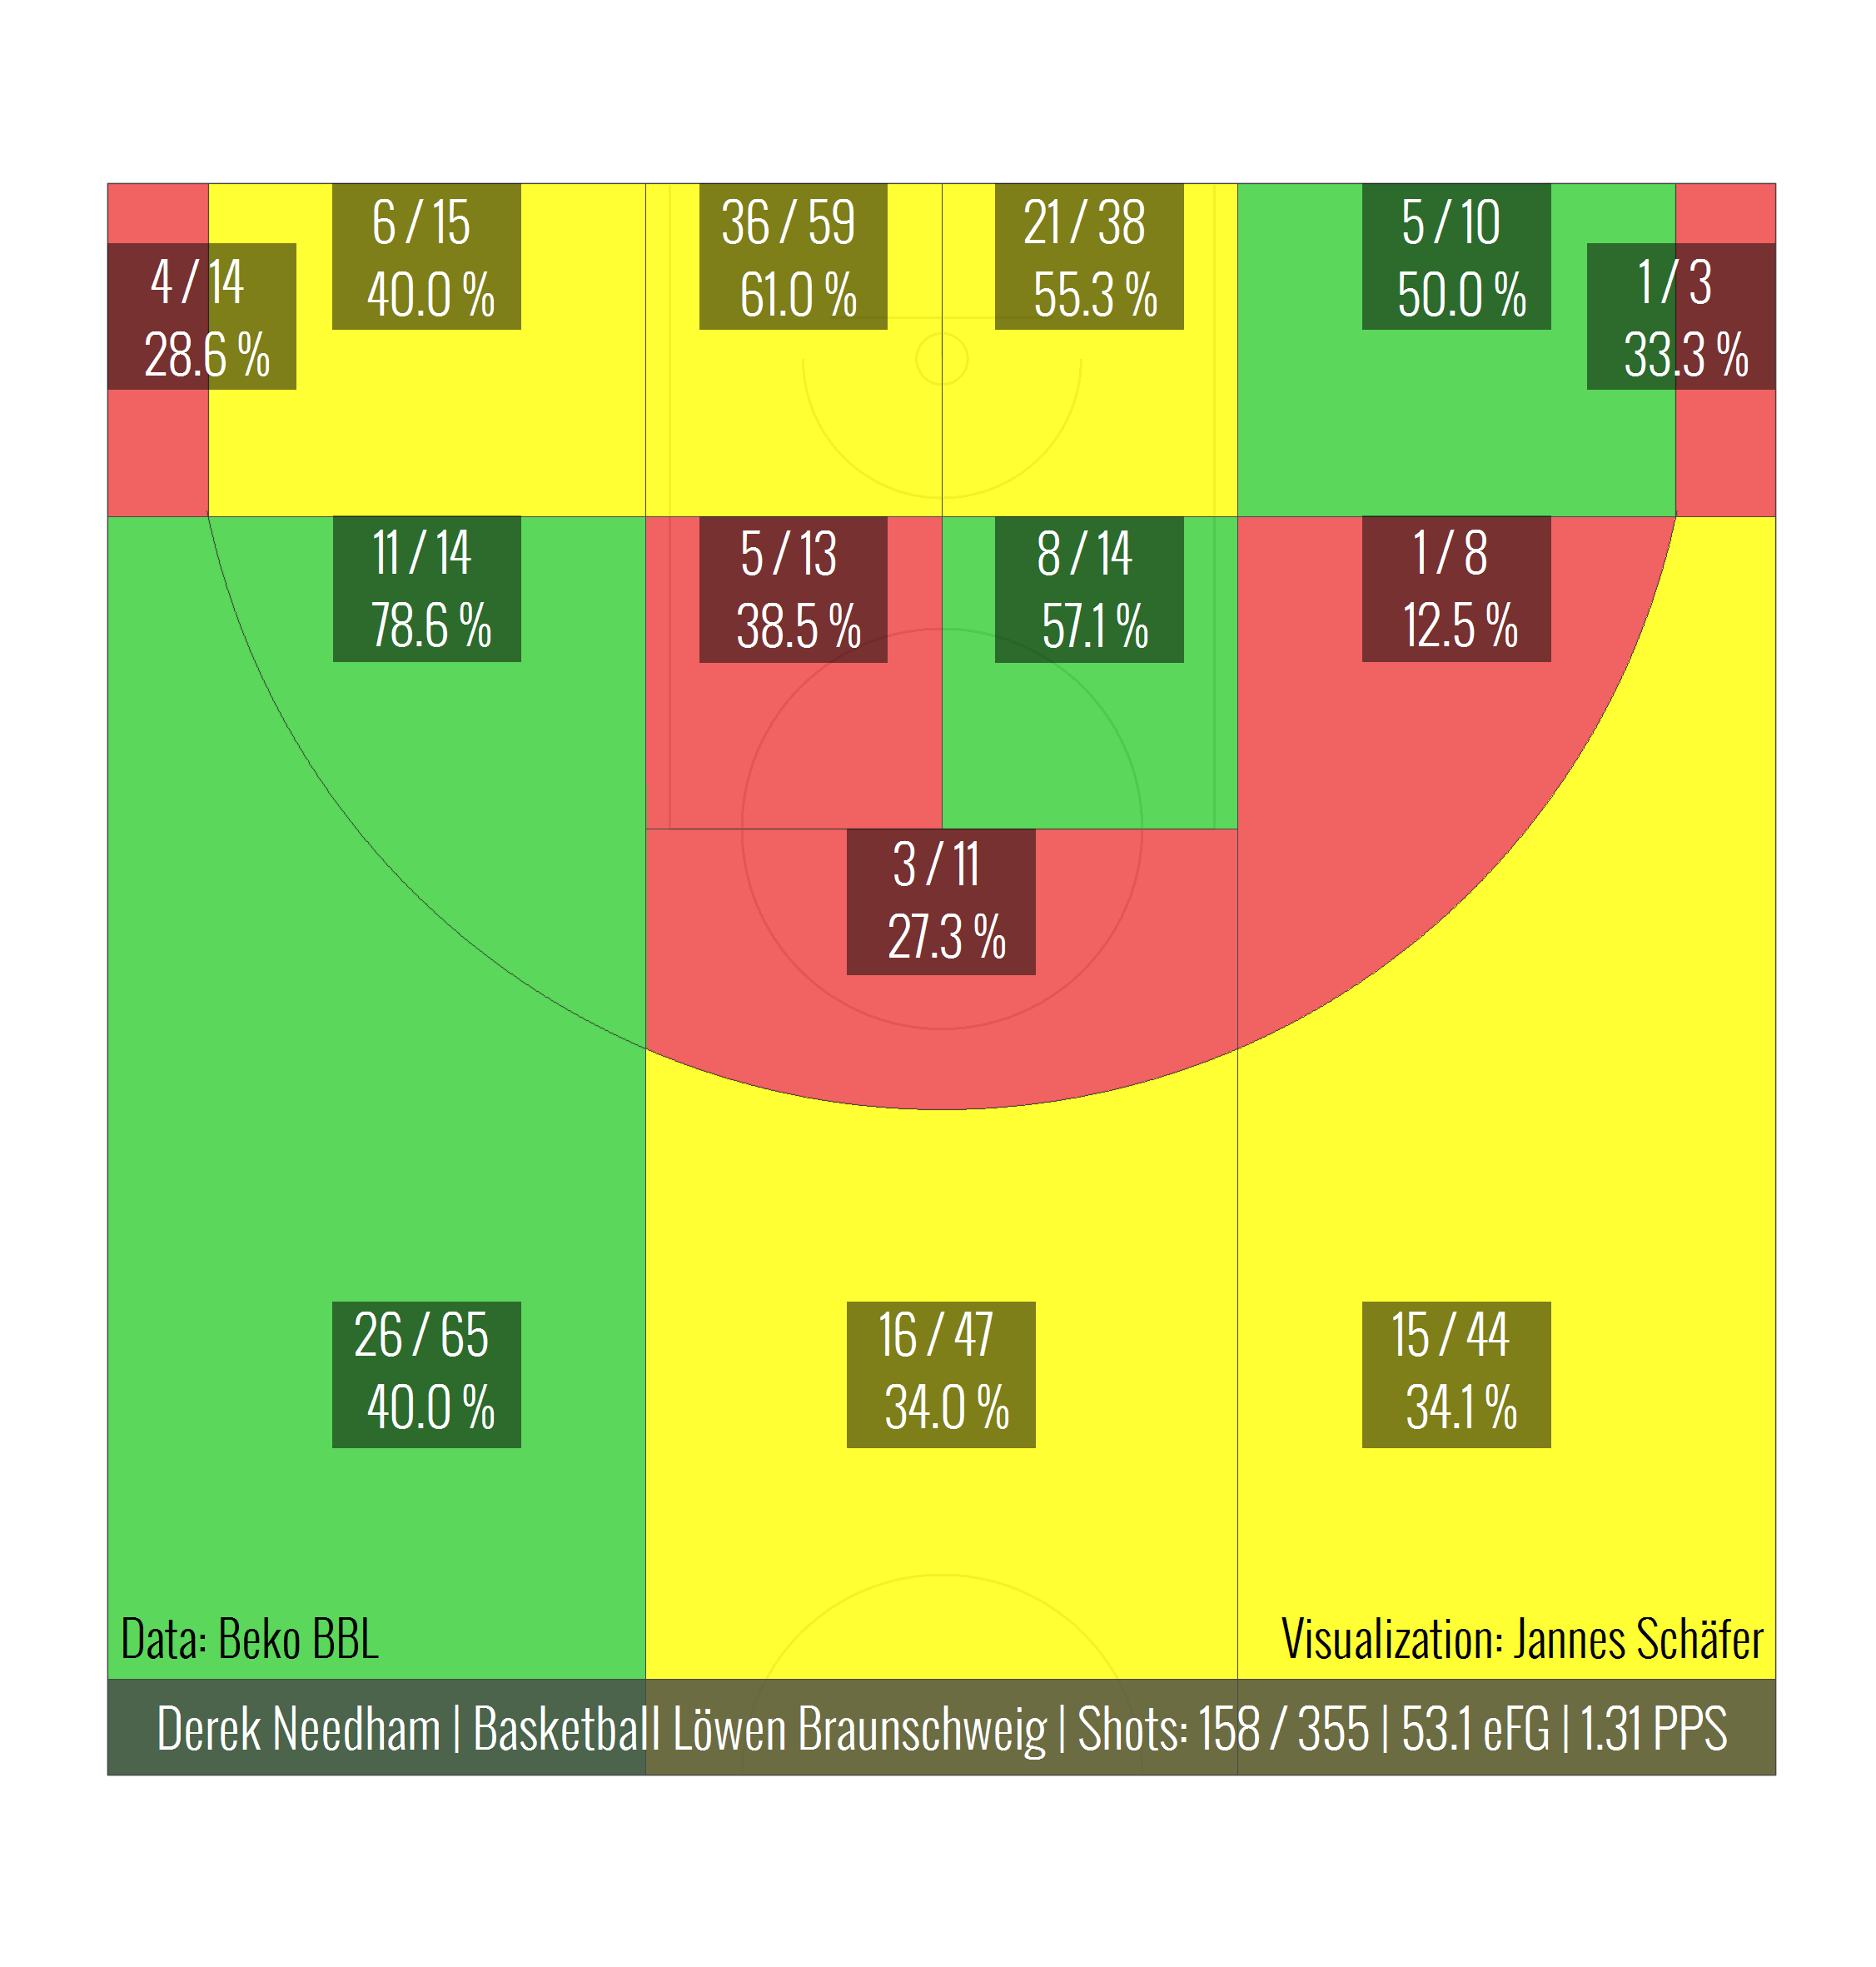 6 / 15
40.0 %
36 / 59
61.0 %
21 / 38
55.3 %
5 / 10
50.0 %
4 / 14
28.6 %
1 / 3
33.3 %
11 / 14
78.6 %
5 / 13
38.5 %
8 / 14
57.1 %
1 / 8
12.5 %
3 / 11
27.3 %
26 / 65
40.0 %
16 / 47
34.0 %
15 / 44
34.1 %
Data: Beko BBL
Visualization: Jannes Schäfer
Derek Needham | Basketball Löwen Braunschweig | Shots: 158 / 355 | 53.1 eFG | 1.31 PPS